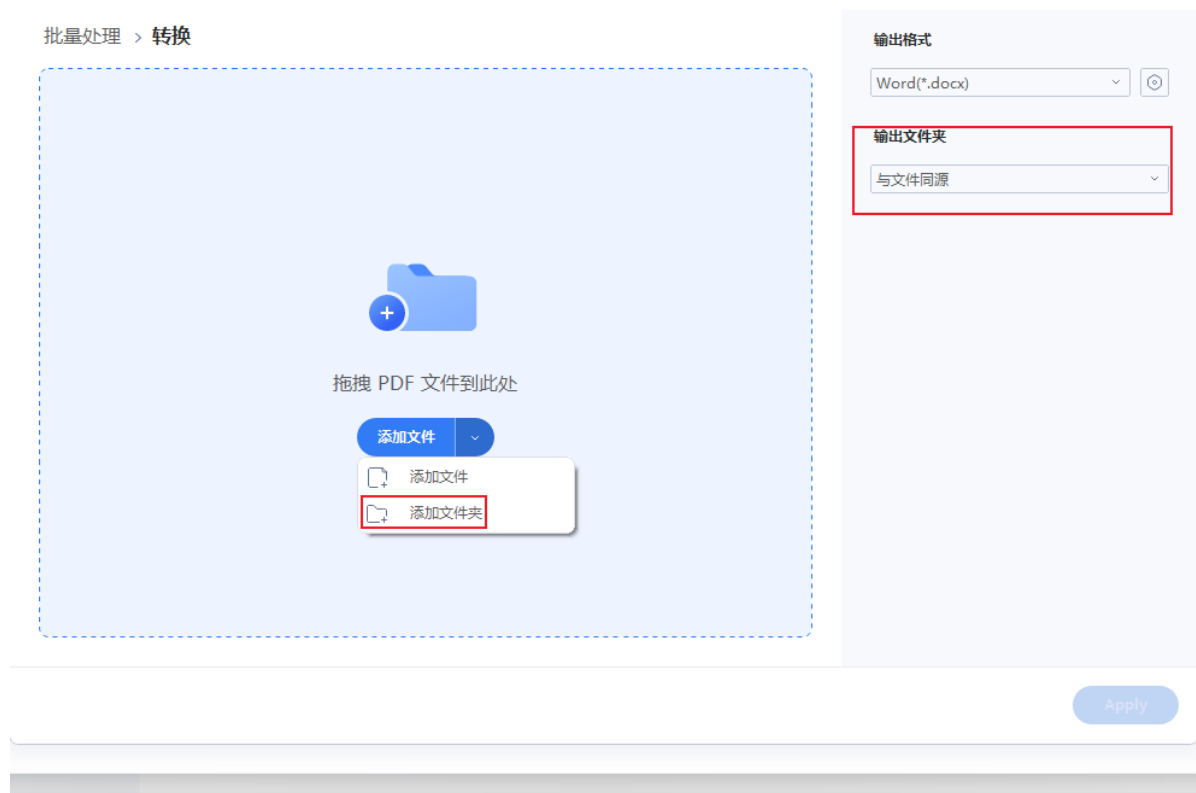 批量处理 > 转换
拖拽 PDF 文件到此处
添加文件
添加文件
添加文件夹
输出格式
Word(*.docx)
输出文件夹
与文件同源
Apply